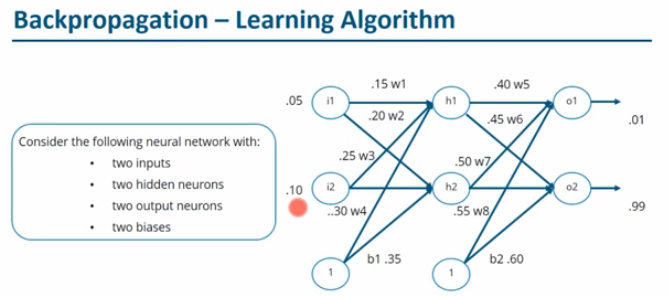 Backpropagation – Learning Algorithm
Consider the following neural network with:
• two inputs
• two hidden neurons
• two output neurons
• two biases
.05
i1
.15 w1
h1
.40 w5
o1
.01
.20 w2
.45 w6
.25 w3
.50 w7
.10
i2
h2
o2
..30 w4
.55 w8
.99
1
b1 .35
1
b2 .60